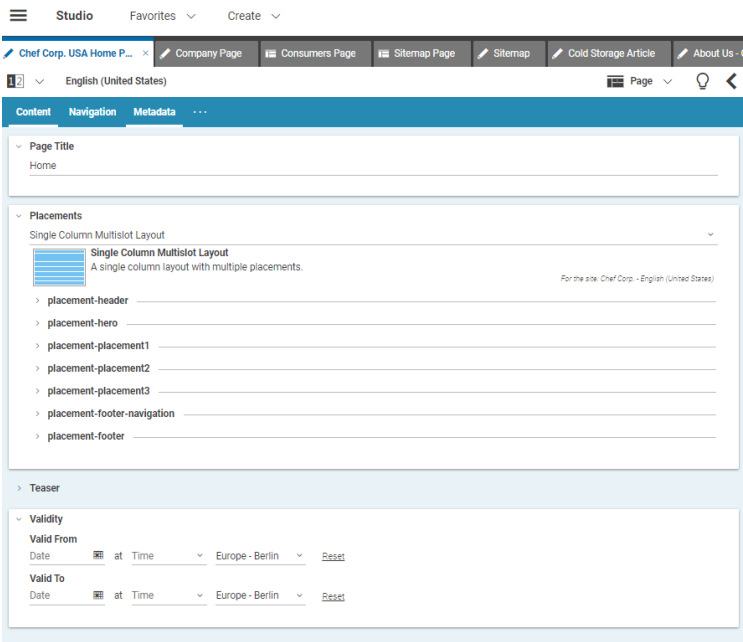 Studio Favorites Create
Chef Corp. USA Home P... × Company Page Consumers Page Sitemap Page Sitemap Cold Storage Article About Us -
12 English (United States) Page
Content Navigation Metadata ...
Page Title
Home
Placements
Single Column Multislot Layout
Single Column Multislot Layout
A single column layout with multiple placements.
For the site: Chef Corp. - English (United States)
placement-header
placement-hero
placement-placement1
placement-placement2
placement-placement3
placement-footer-navigation
placement-footer
Teaser
Validity
Valid From
Date at Time Europe - Berlin Reset
Valid To
Date at Time Europe - Berlin Reset